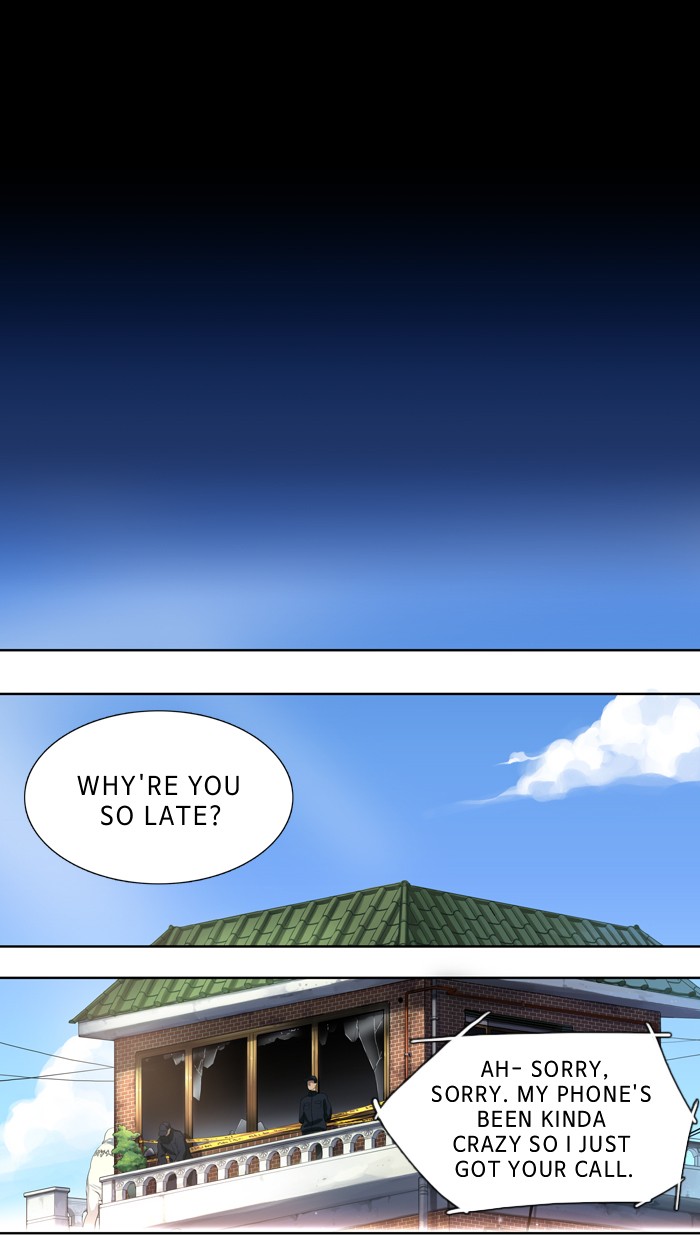 WHY'RE YOU
SO LATE?
AH- SORRY,
SORRY. MY PHONE'S
BEEN KINDA
CRAZY SO I JUST
GOT YOUR CALL.